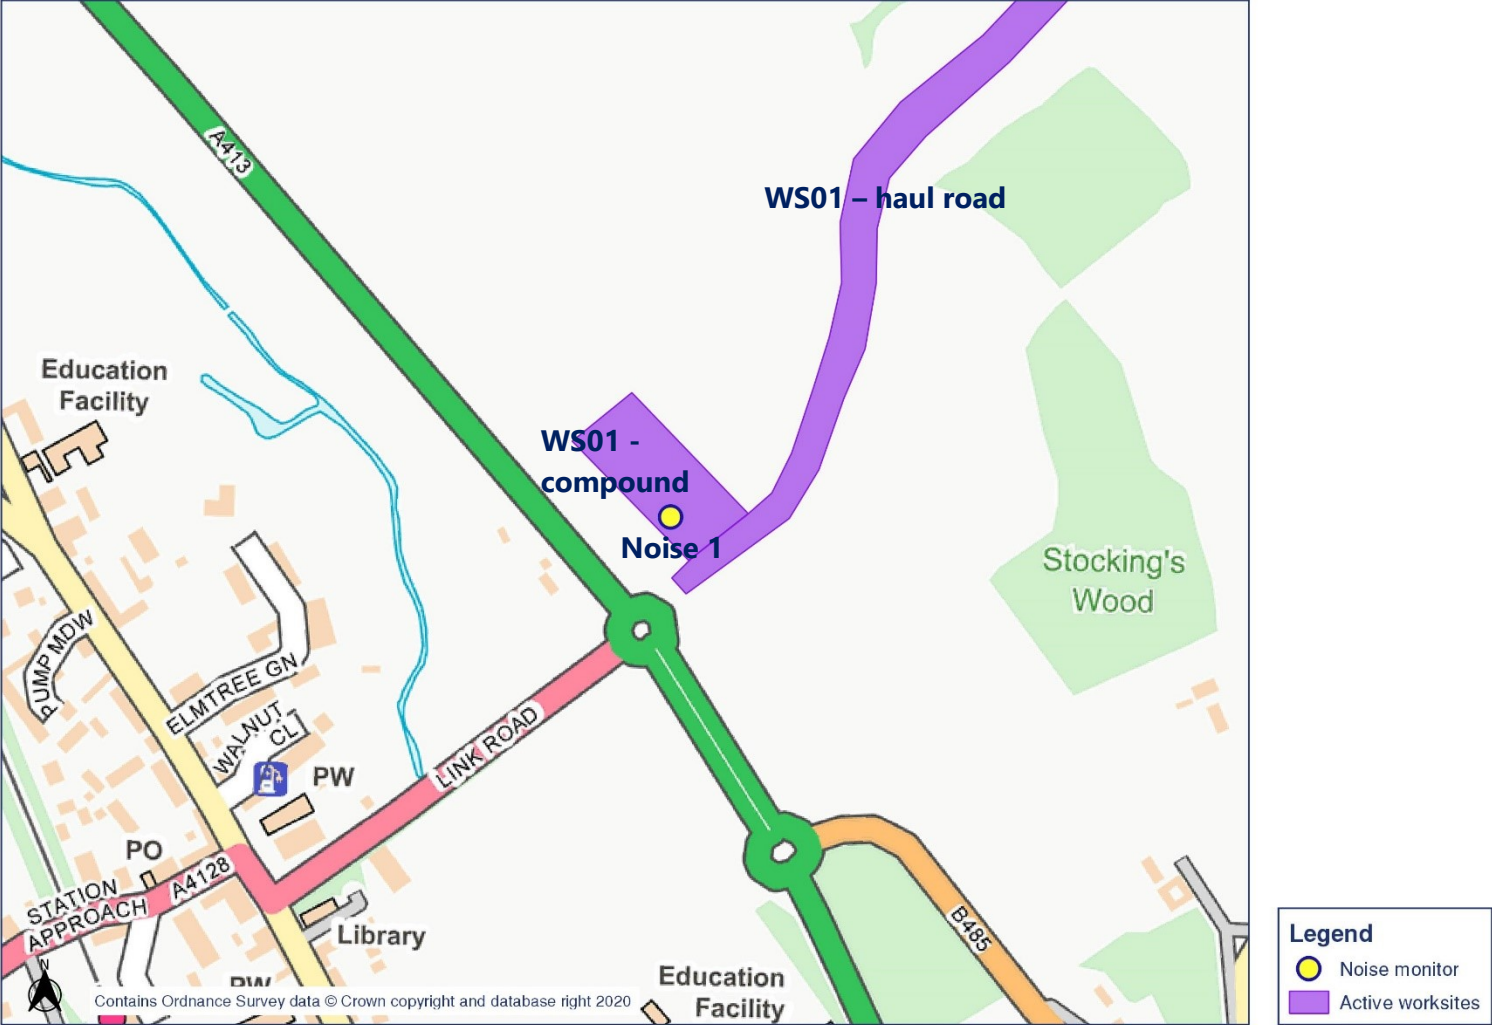 A413
WS01 – haul road
Education
Facility
WS01 -
compound
Noise 1
Stocking's
Wood
PUMP MDW
ELMTREE GN
WALNUT
CL
LINK ROAD
PW
PO
A4128
STATION
APPROACH
B485
Library
PW
Education
Facility
N
Contains Ordnance Survey data © Crown copyright and database right 2020
Legend
Noise monitor
Active worksites